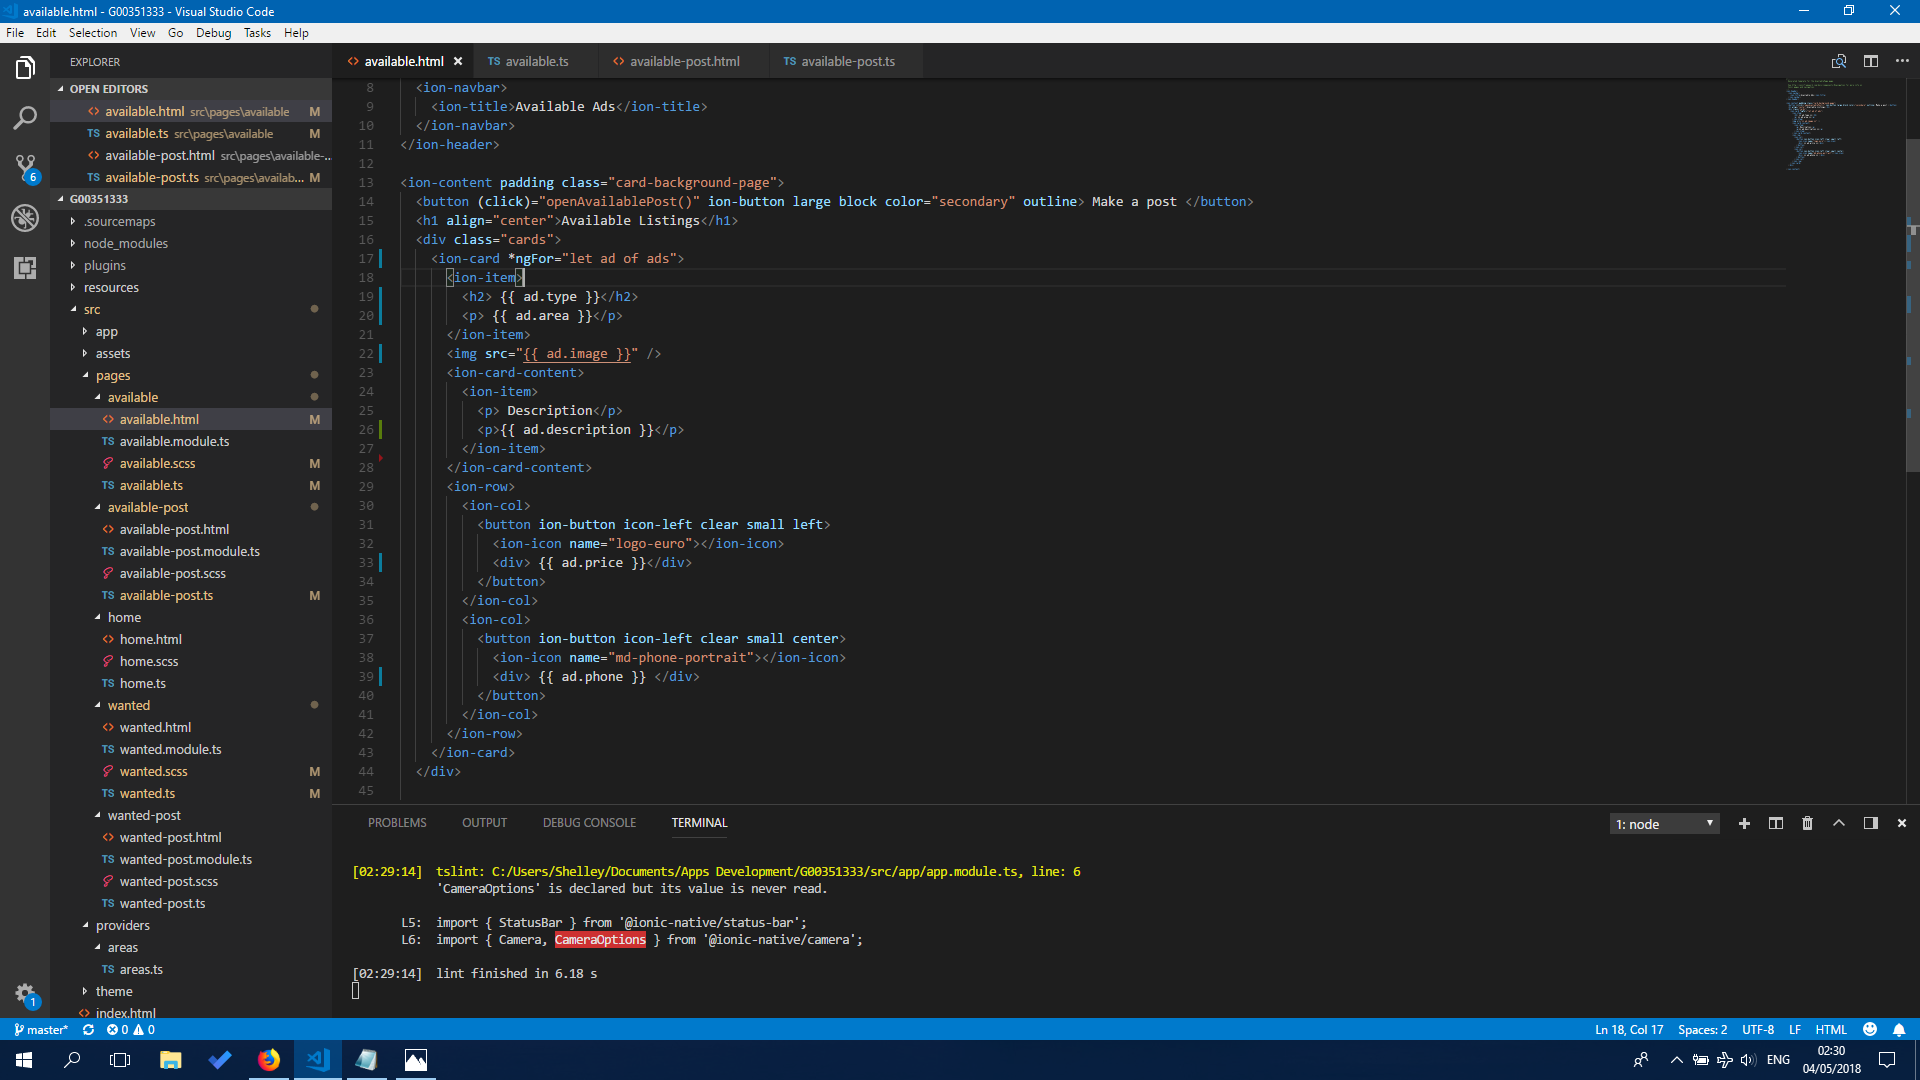 available.html - G00351333 - Visual Studio Code
File Edit Selection View Go Debug Tasks Help
EXPLORER
OPEN EDITORS
available.html src\pages\available M
TS available.ts src\pages\available M
available-post.html src\pages\available-...
TS available-post.ts src\pages\availab... M
G00351333
.sourcemaps
node_modules
plugins
resources
src
app
assets
pages
available
available.html M
TS available.module.ts
available.scss M
TS available.ts M
available-post
available-post.html
TS available-post.module.ts
available-post.scss
TS available-post.ts M
home
home.html
home.scss
TS home.ts
wanted
wanted.html
TS wanted.module.ts
wanted.scss M
TS wanted.ts M
wanted-post
wanted-post.html
TS wanted-post.module.ts
wanted-post.scss
TS wanted-post.ts
providers
areas
TS areas.ts
theme
index.html
6
1
available.html TS available.ts available-post.html TS available-post.ts
8 <ion-navbar>
9 <ion-title>Available Ads</ion-title>
10 </ion-navbar>
11 </ion-header>
12
13 <ion-content padding class="card-background-page">
14 <button (click)="openAvailablePost()" ion-button large block color="secondary" outline> Make a post </button>
15 <h1 align="center">Available Listings</h1>
16 <div class="cards">
17 <ion-card *ngFor="let ad of ads">
18 <ion-item>
19 <h2> {{ ad.type }}</h2>
20 <p> {{ ad.area }}</p>
21 </ion-item>
22 <img src="{{ ad.image }}" />
23 <ion-card-content>
24 <ion-item>
25 <p> Description</p>
26 <p>{{ ad.description }}</p>
27 </ion-item>
28 </ion-card-content>
29 <ion-row>
30 <ion-col>
31 <button ion-button icon-left clear small left>
32 <ion-icon name="logo-euro"></ion-icon>
33 <div> {{ ad.price }}</div>
34 </button>
35 </ion-col>
36 <ion-col>
37 <button ion-button icon-left clear small center>
38 <ion-icon name="md-phone-portrait"></ion-icon>
39 <div> {{ ad.phone }} </div>
40 </button>
41 </ion-col>
42 </ion-row>
43 </ion-card>
44 </div>
45
PROBLEMS OUTPUT DEBUG CONSOLE TERMINAL 1: node
[02:29:14] tslint: C:/Users/Shelley/Documents/Apps Development/G00351333/src/app/app.module.ts, line: 6
'CameraOptions' is declared but its value is never read.
L5: import { StatusBar } from '@ionic-native/status-bar';
L6: import { Camera, CameraOptions } from '@ionic-native/camera';
[02:29:14] lint finished in 6.18 s
master* 0 0 Ln 18, Col 17 Spaces: 2 UTF-8 LF HTML
ENG 02:30
04/05/2018